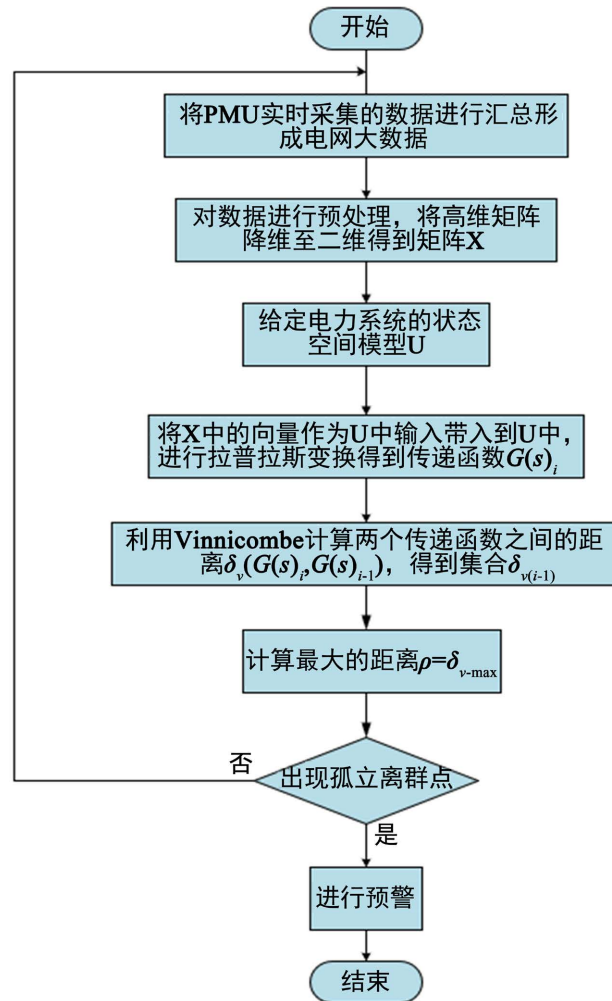 开始
将PMU实时采集的数据进行汇总形
成电网大数据
对数据进行预处理，将高维矩阵
降维至二维得到矩阵X
给定电力系统的状态
空间模型U
将X中的向量作为U中输入带入到U中，
进行拉普拉斯变换得到传递函数G(s)i
利用Vinnicombe计算两个传递函数之间的距
离δv(G(s)i,G(s)i-1)，得到集合δv(i-1)
计算最大的距离ρ=δv-max
出现孤立离群点
否
是
进行预警
结束